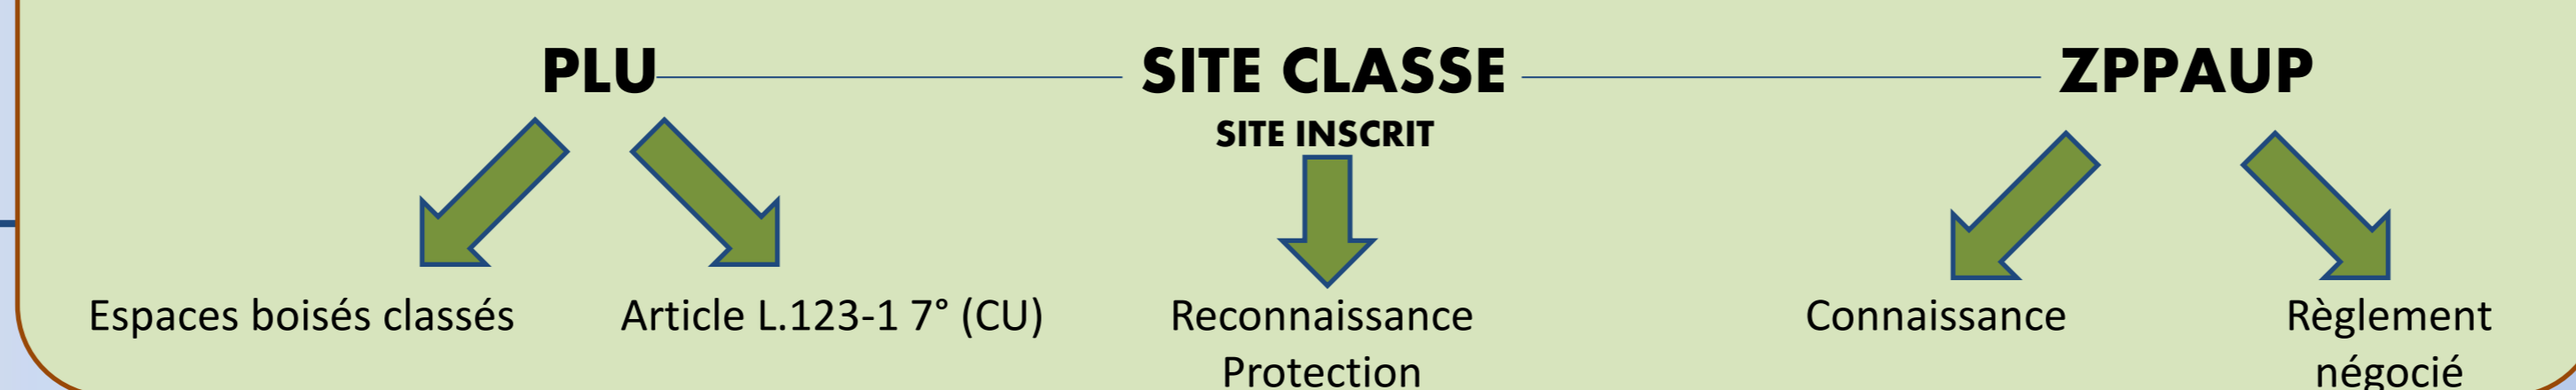 PLU SITE CLASSE ZPPAUP
SITE INSCRIT
Espaces boisés classés Article L.123-1 7° (CU) Reconnaissance Connaissance Règlement
Protection négocié